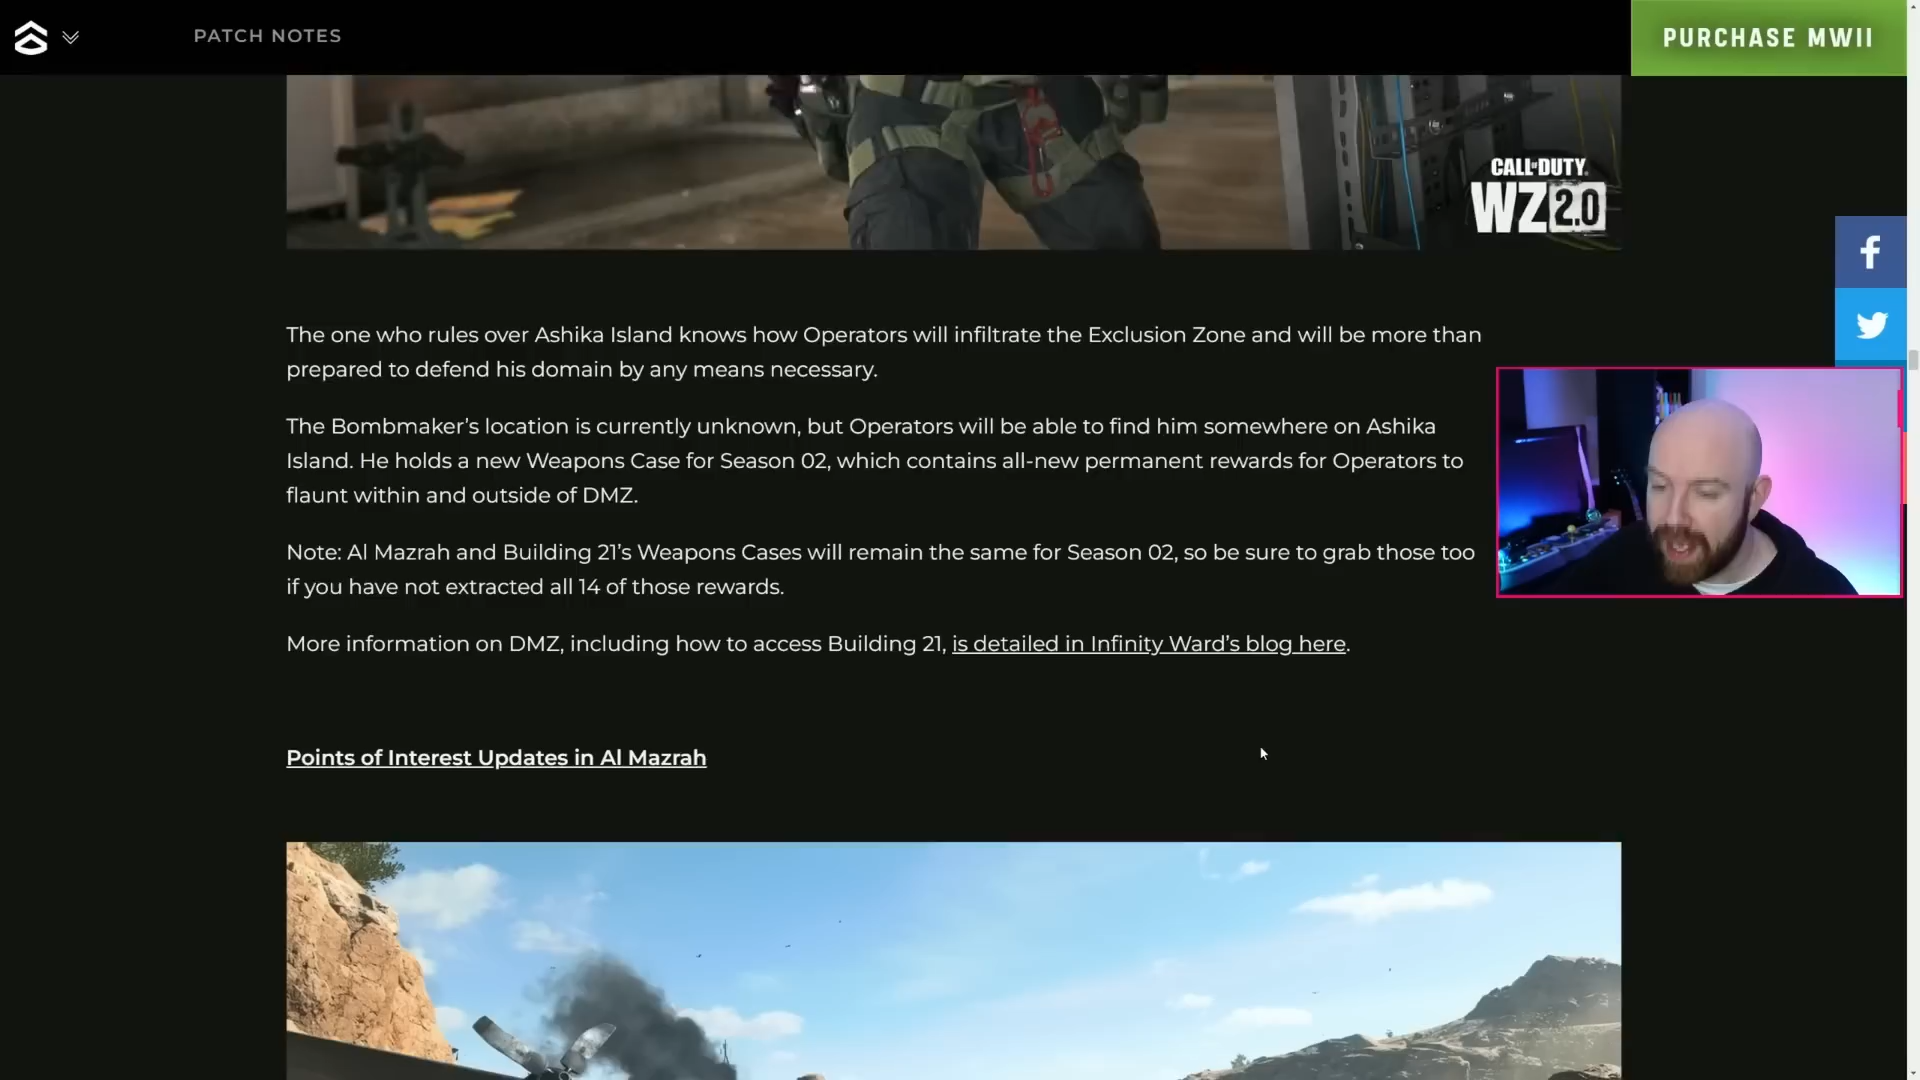 PATCH NOTES
PURCHASE MWII
CALL OF DUTY
WZ 2.0
The one who rules over Ashika Island knows how Operators will infiltrate the Exclusion Zone and will be more than
prepared to defend his domain by any means necessary.
The Bombmaker’s location is currently unknown, but Operators will be able to find him somewhere on Ashika
Island. He holds a new Weapons Case for Season 02, which contains all-new permanent rewards for Operators to
flaunt within and outside of DMZ.
Note: Al Mazrah and Building 21’s Weapons Cases will remain the same for Season 02, so be sure to grab those too
if you have not extracted all 14 of those rewards.
More information on DMZ, including how to access Building 21, is detailed in Infinity Ward’s blog here.
Points of Interest Updates in Al Mazrah